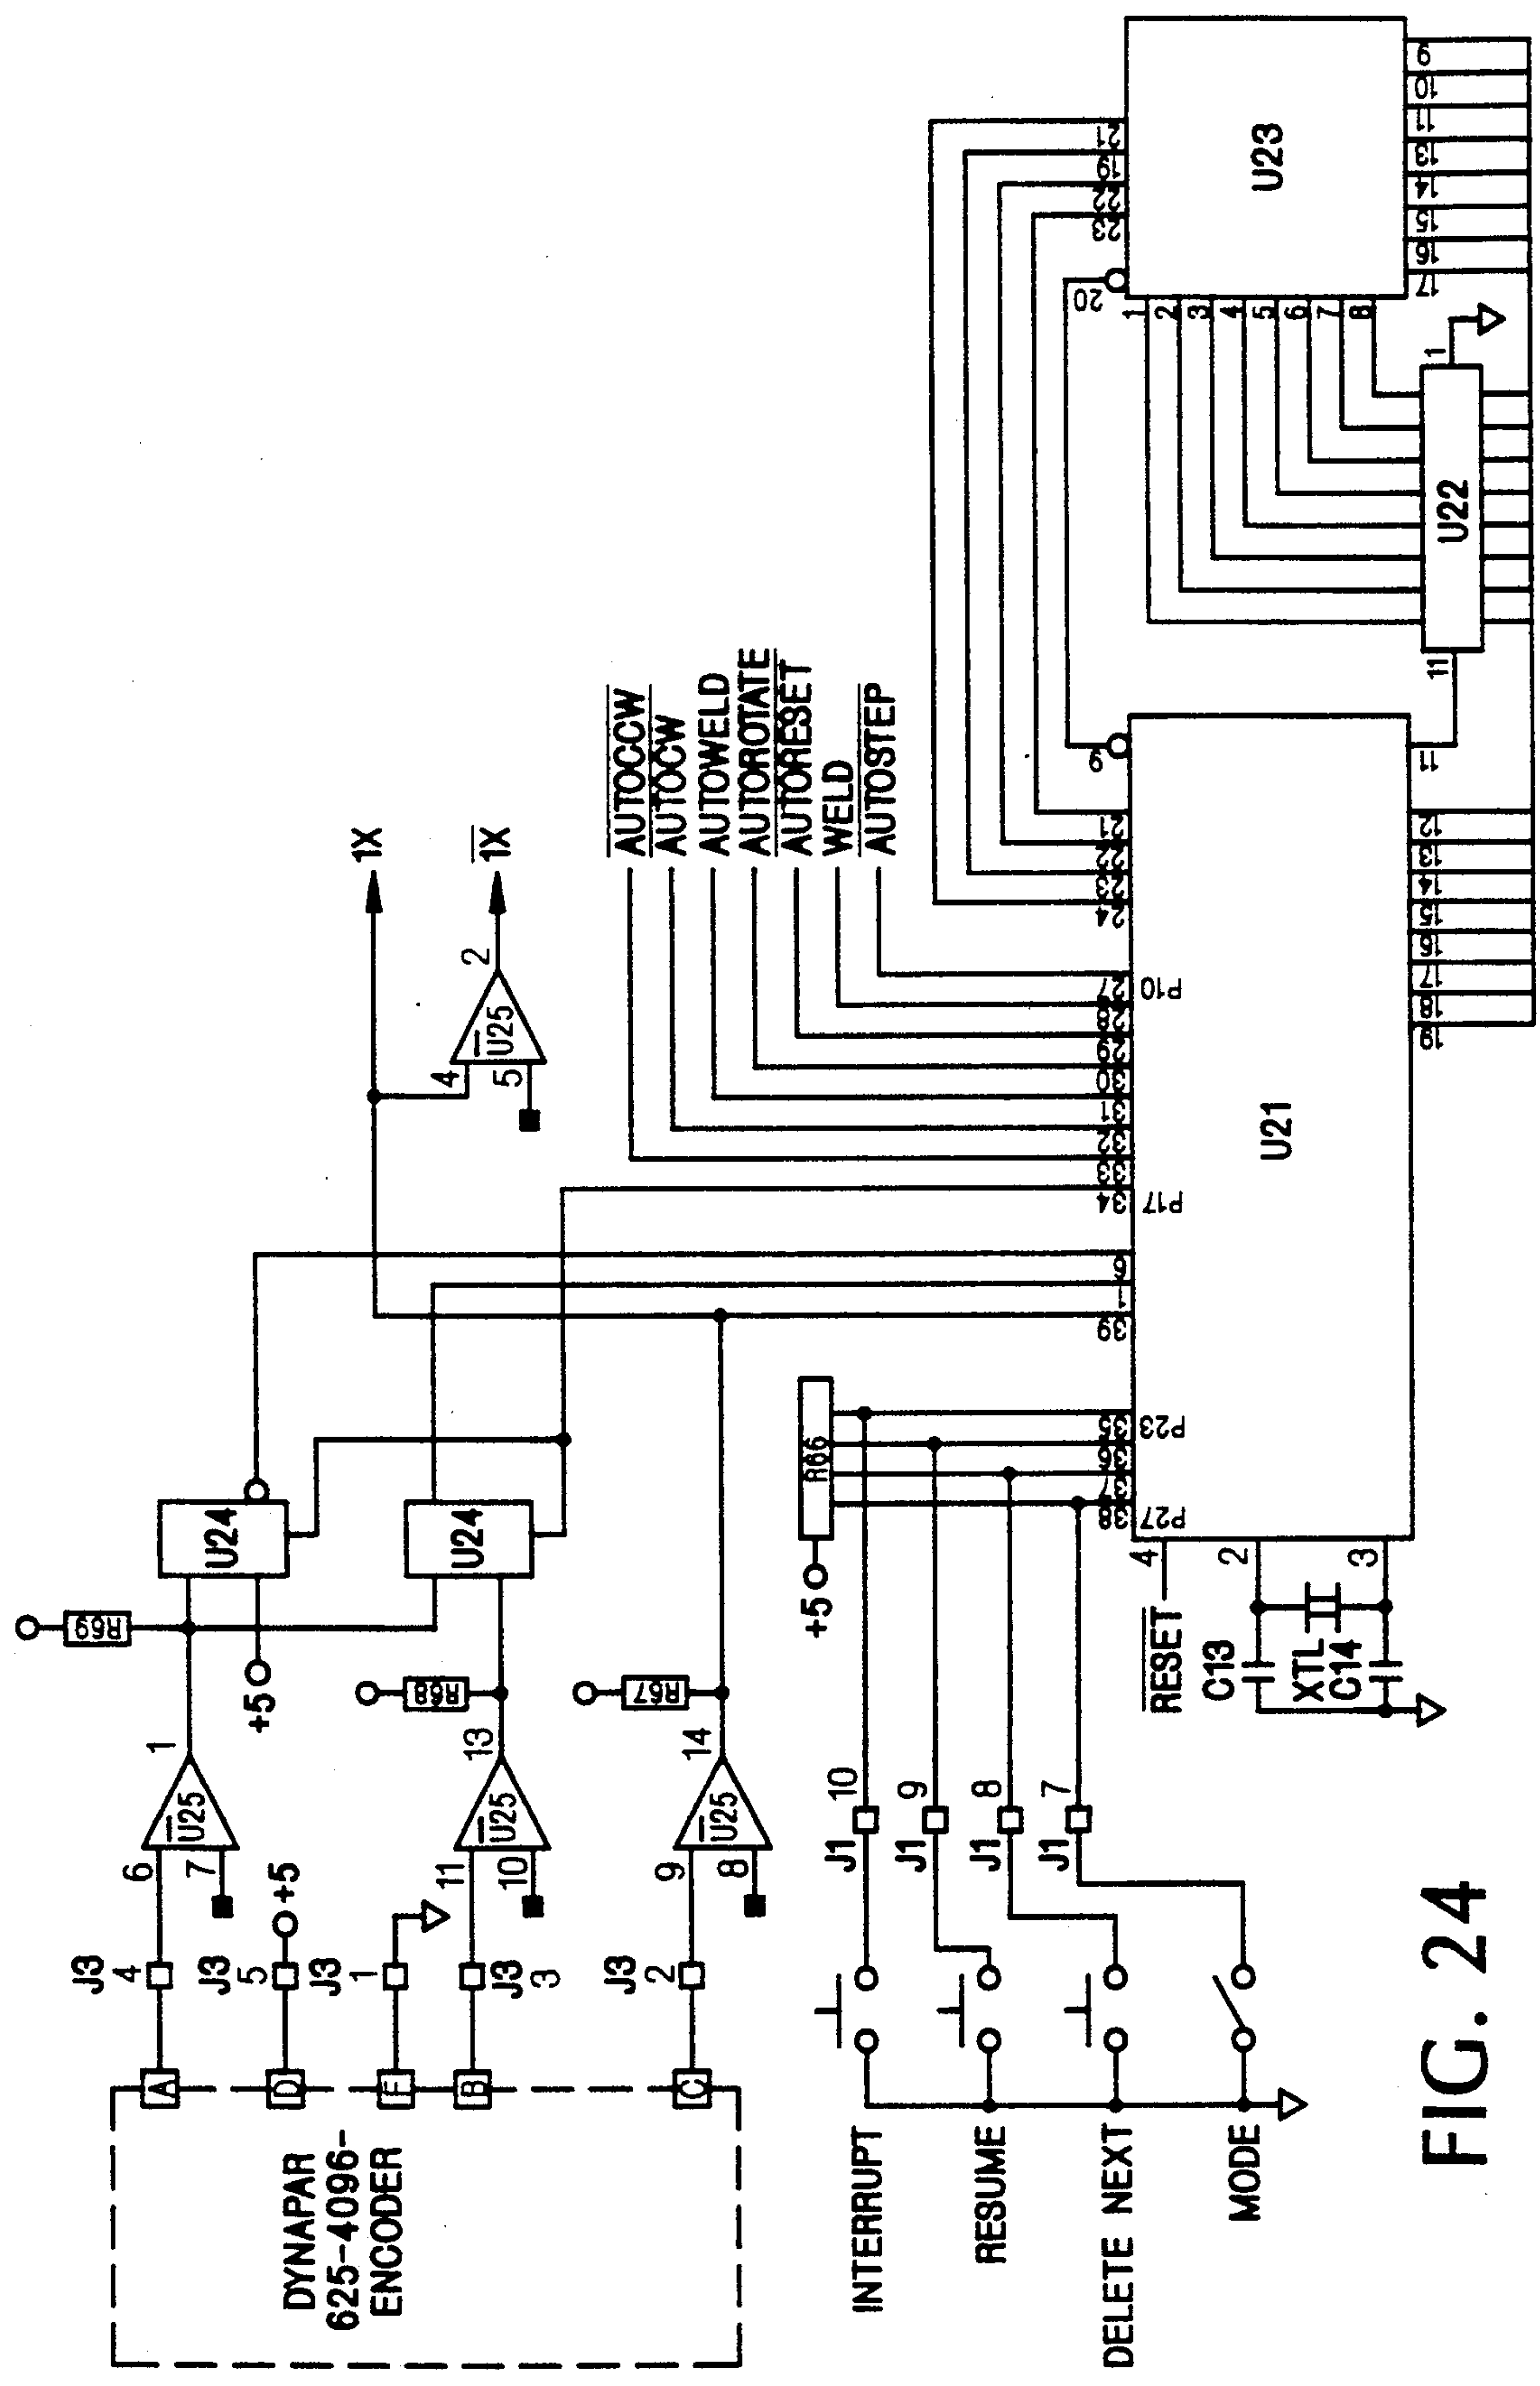 DYNAPAR
625-4096-
ENCODER
A
D
F
B
C
J3
4
J3
5
J3
1
J3
3
J3
2
+5
6
7
U25
1
11
10
U25
13
9
8
U25
14
R69
+5
R68
R67
U24
U24
1X
4
5
U25
2
1X
AUTOCCW
AUTOCW
AUTOWELD
AUTOROTATE
AUTORESET
WELD
AUTOSTEP
INTERRUPT
RESUME
DELETE NEXT
MODE
J1
10
J1
9
J1
8
J1
7
+5
R66
RESET
4
C13
2
XTL
C14
3
38
37
36
35
P27
P23
39
1
6
34
33
32
31
30
29
28
27
P17
P10
24
23
22
21
9
U21
19
18
17
16
15
14
13
12
11
11
U22
1
20
23
22
19
21
1
2
3
4
5
6
7
8
U23
17
16
15
14
13
11
10
9
FIG. 24